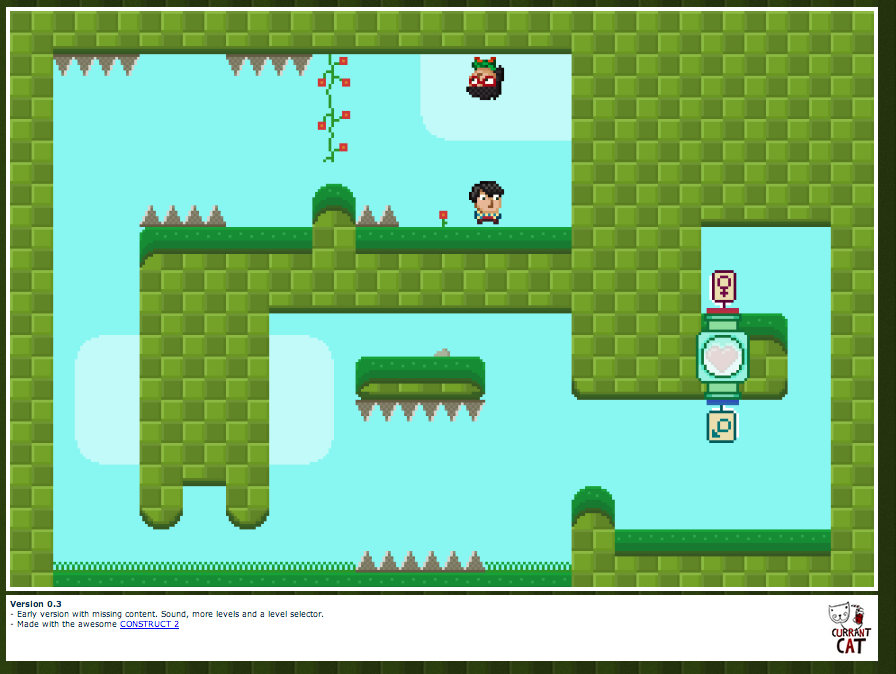 Version 0.3
- Early version with missing content. Sound, more levels and a level selector.
- Made with the awesome CONSTRUCT 2
CURRANT
CAT